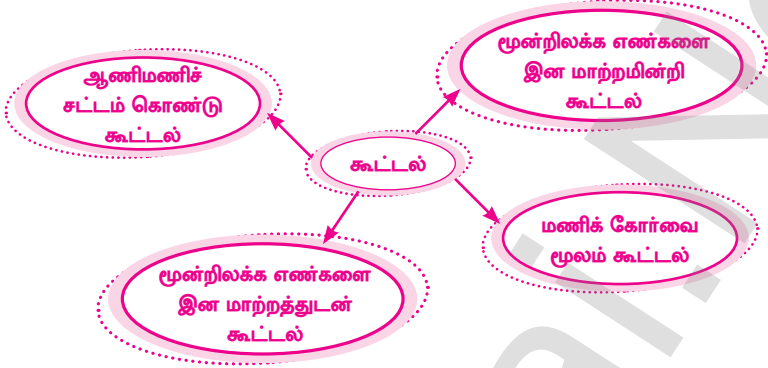 மூன்றிலக்க எண்களை
இன மாற்றமின்றி
கூட்டல்
ஆணிமணிச்
சட்டம் கொண்டு
கூட்டல்
கூட்டல்
மணிக் கோர்வை
மூலம் கூட்டல்
மூன்றிலக்க எண்களை
இன மாற்றத்துடன்
கூட்டல்